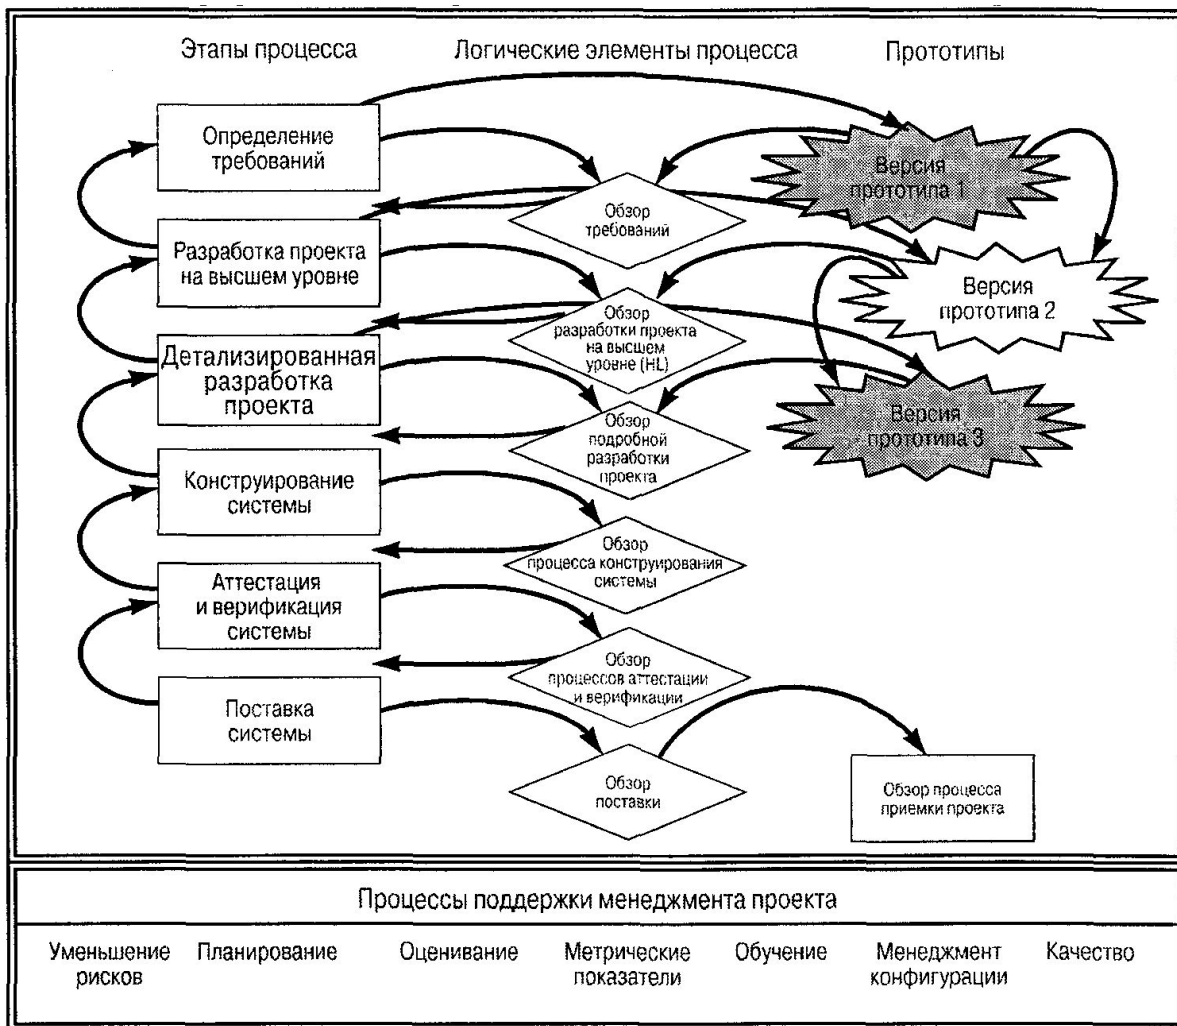 Этапы процесса
Логические элементы процесса
Прототипы
Определение
требований
Версия
прототипа 1
Обзор
требований
Разработка проекта
на высшем уровне
Версия
прототипа 2
Обзор
разработки проекта
на высшем
уровне (HL)
Детализированная
разработка
проекта
Версия
прототипа 3
Обзор
подробной
разработки
проекта
Конструирование
системы
Обзор
процесса конструирования
системы
Аттестация
и верификация
системы
Обзор
процессов аттестации
и верификации
Поставка
системы
Обзор
поставки
Обзор процесса
приемки проекта
Процессы поддержки менеджмента проекта
Уменьшение
рисков
Планирование
Оценивание
Метрические
показатели
Обучение
Менеджмент
конфигурации
Качество